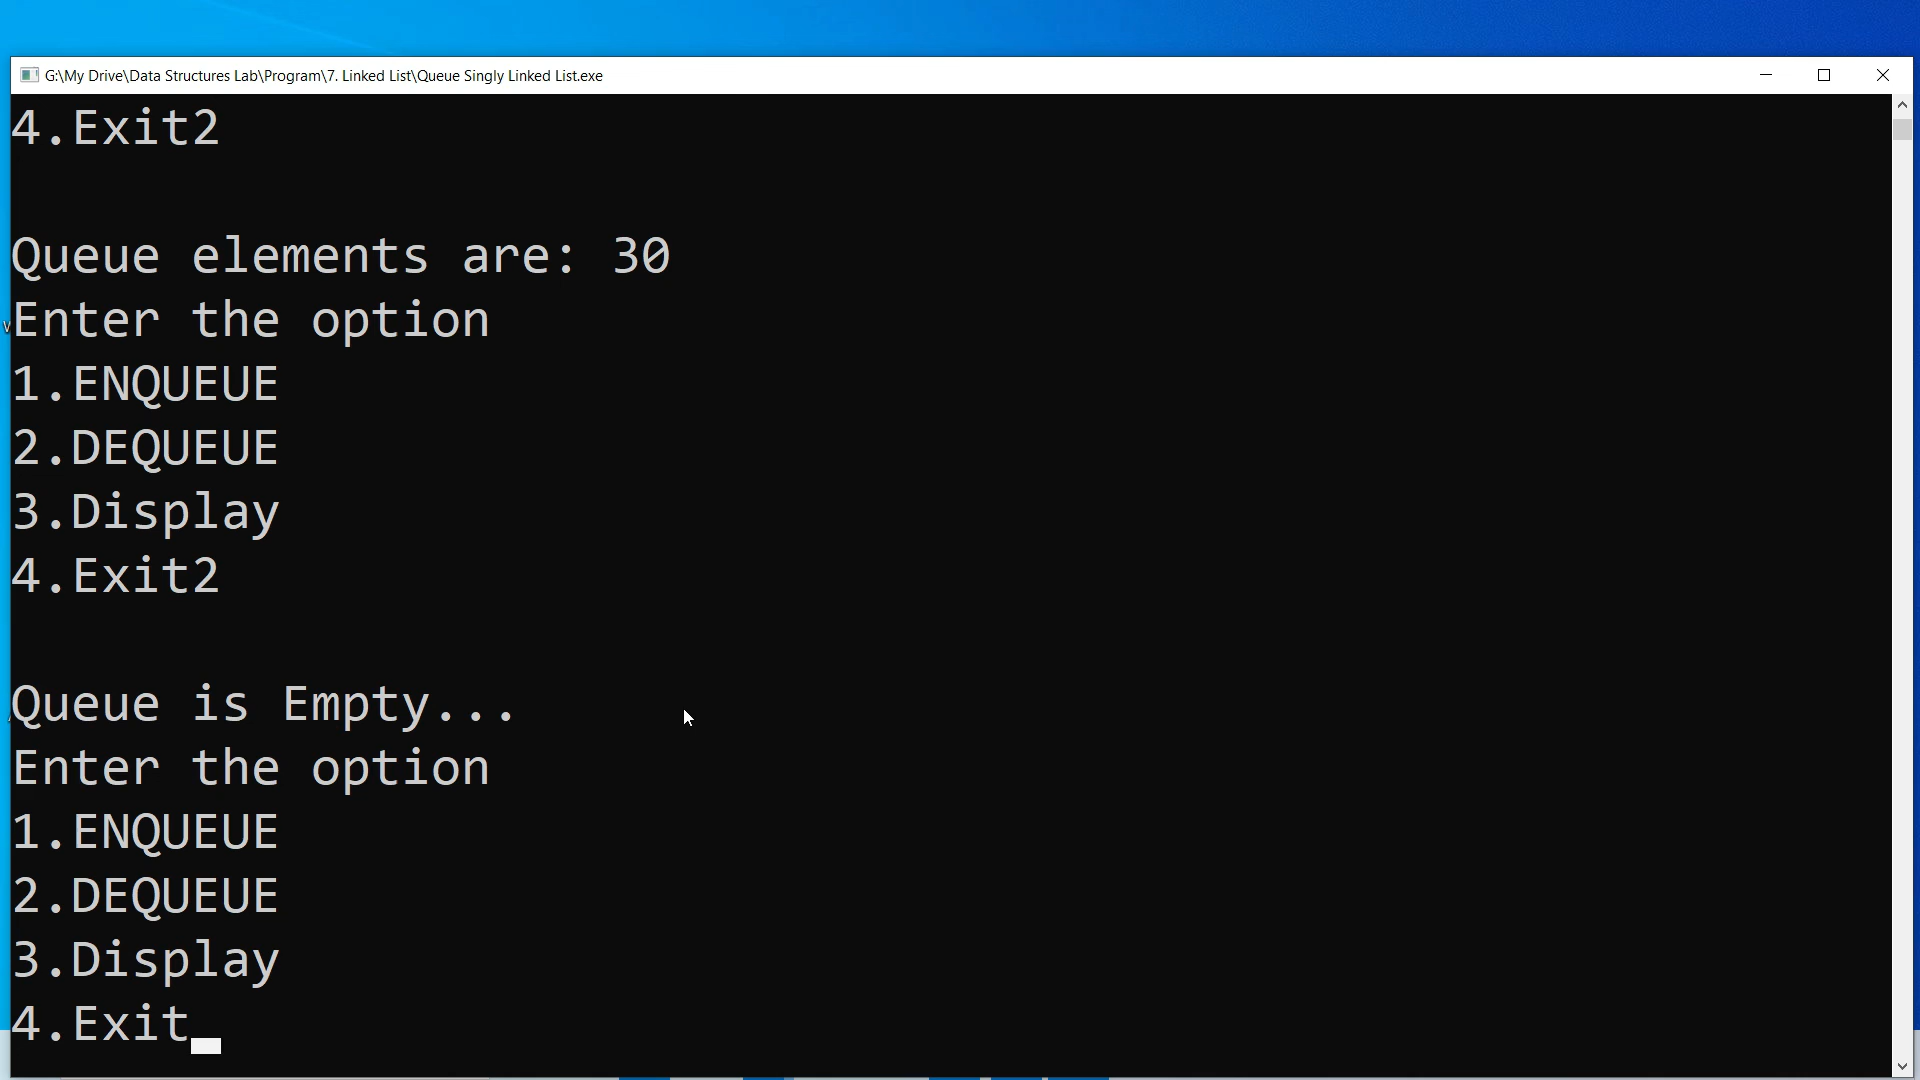 G:\My Drive\Data Structures Lab\Program\7. Linked List\Queue Singly Linked List.exe
4.Exit2
Queue elements are: 30
Enter the option
1.ENQUEUE
2.DEQUEUE
3.Display
4.Exit2
Queue is Empty...
Enter the option
1.ENQUEUE
2.DEQUEUE
3.Display
4.Exit